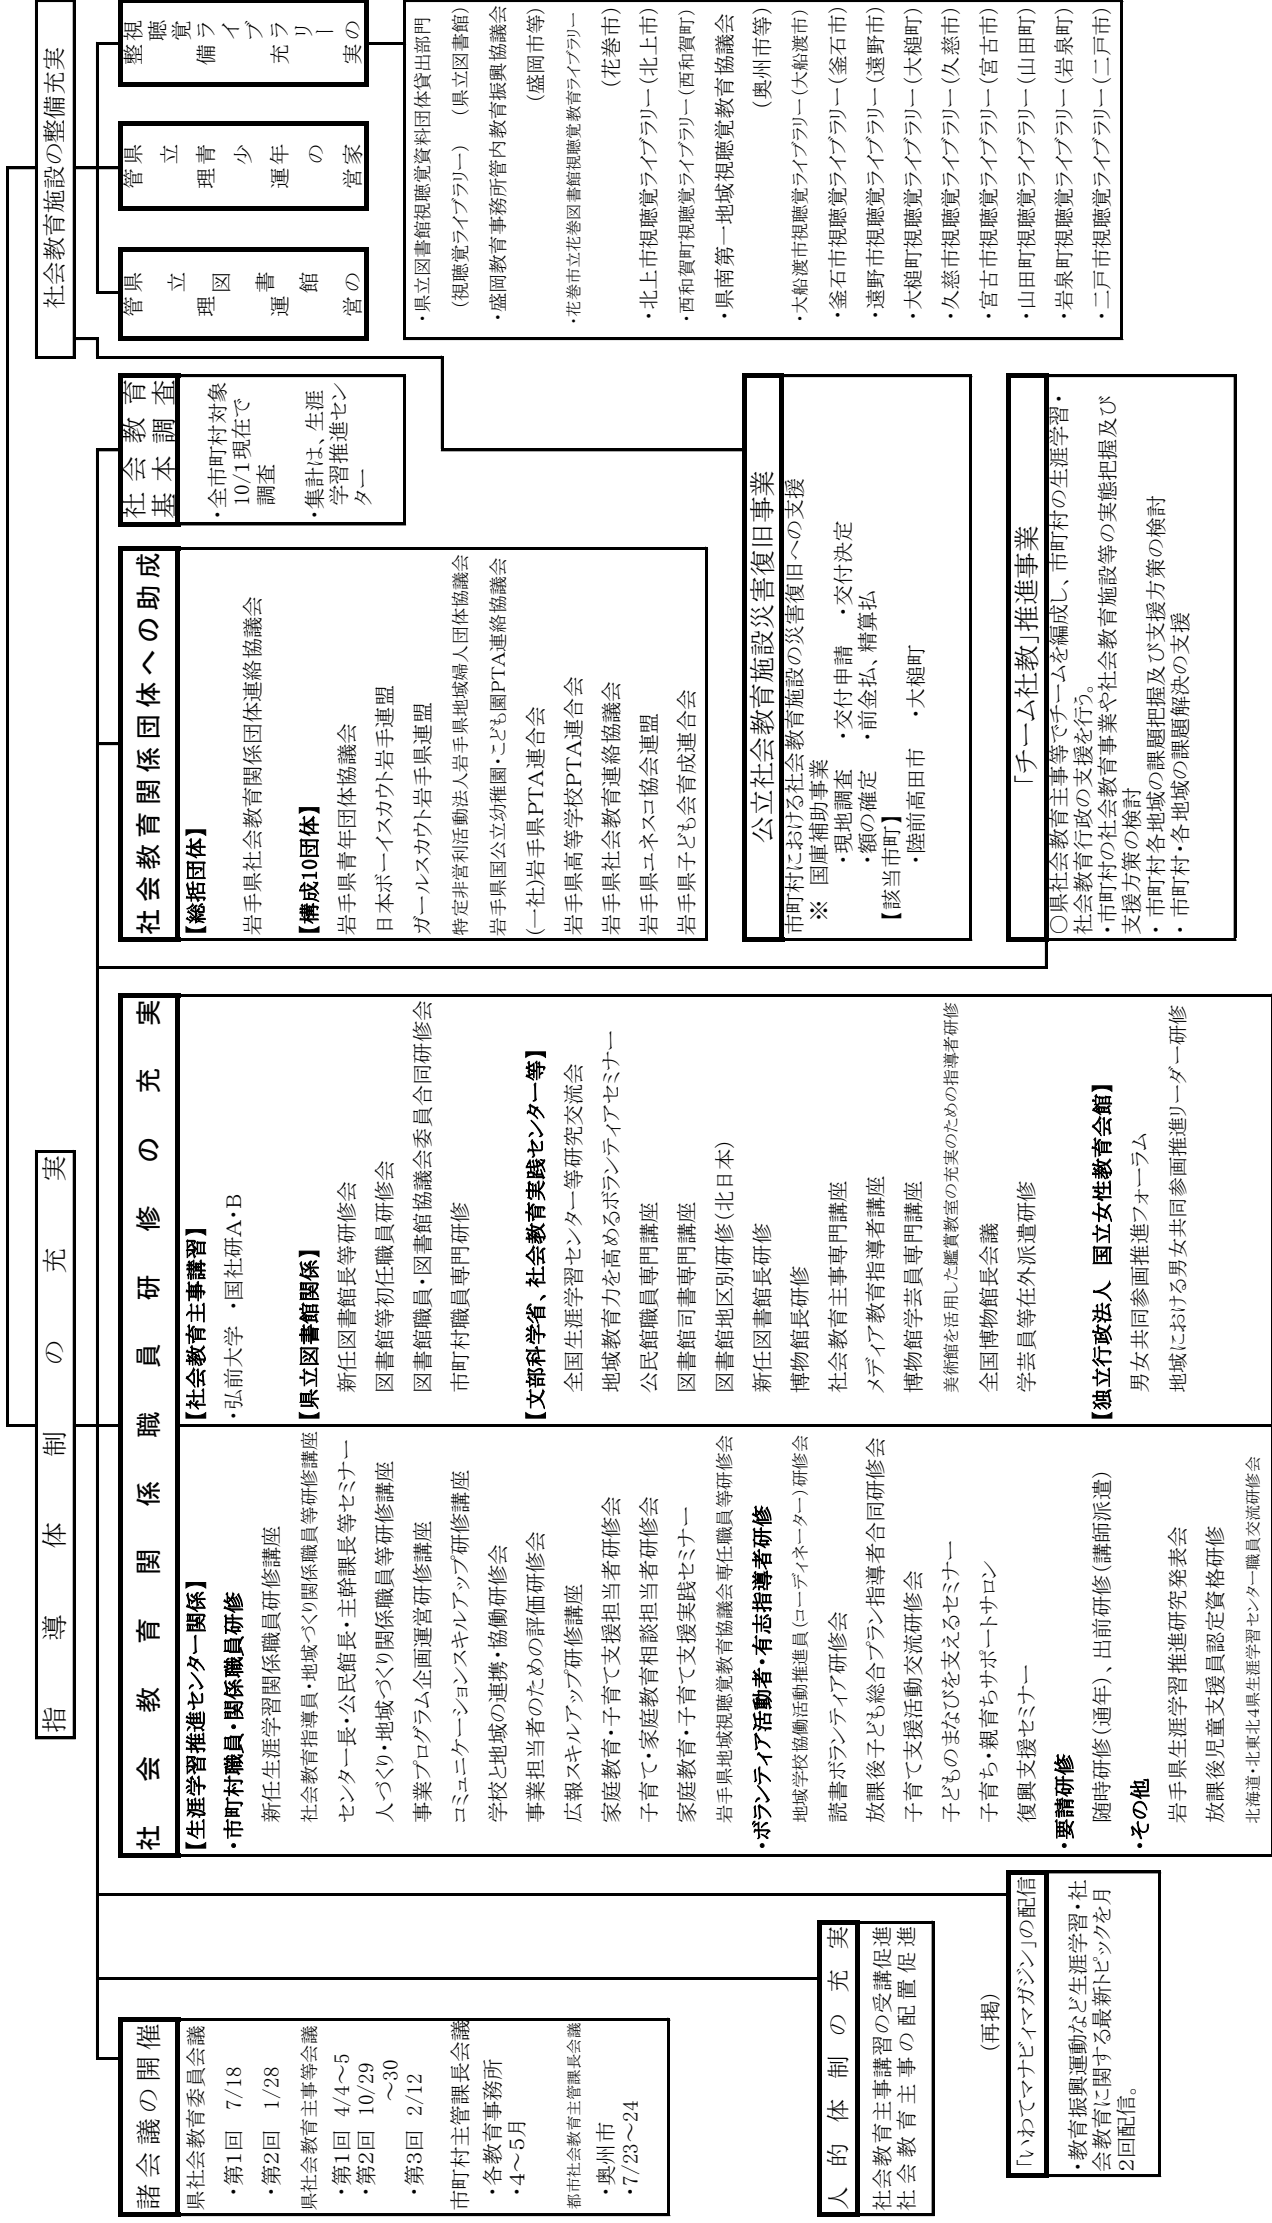 指導体制の充実
諸会議の開催
県社会教育委員会議
・第1回 7/18
・第2回 1/28
県社会教育主事等会議
・第1回 4/4～5
・第2回 10/29
～30
・第3回 2/12
市町村主管課長会議
・各教育事務所
・4～5月
都市社会教育主管課長会議
・奥州市
・7/23～24
人的体制の充実
社会教育主事講習の受講促進
社会教育主事の配置促進
(再掲)
「いわてマナビィマガジン」の配信
・教育振興運動など生涯学習・社
会教育に関する最新トピックを月
2回配信。
社会教育関係職員研修の充実
【生涯学習推進センター関係】
・市町村職員・関係職員研修
新任生涯学習関係職員研修講座
社会教育指導員・地域づくり関係職員等研修講座
センター長・公民館長・主幹課長等セミナー
人づくり・地域づくり関係職員等研修講座
事業プログラム企画運営研修講座
コミュニケーションスキルアップ研修講座
学校と地域の連携・協働研修会
事業担当者のための評価研修会
広報スキルアップ研修講座
家庭教育・子育て支援担当者研修会
子育て・家庭教育相談担当者研修会
家庭教育・子育て支援実践セミナー
岩手県地域視聴覚教育協議会専任職員等研修会
・ボランティア活動者・有志指導者研修
地域学校協働活動推進員(コーディネーター)研修会
読書ボランティア研修会
放課後子ども総合プラン指導者合同研修会
子育て支援活動交流研修会
子どものまなびを支えるセミナー
子育ち・親育ちサポートサロン
復興支援セミナー
・要請研修
随時研修(通年)、出前研修(講師派遣)
・その他
岩手県生涯学習推進研究発表会
放課後児童支援員認定資格研修
北海道・北東北4県生涯学習センター職員交流研修会
【社会教育主事講習】
・弘前大学 ・国社研A・B
【県立図書館関係】
新任図書館長等研修会
図書館等初任職員研修会
図書館職員・図書館協議会委員合同研修会
市町村職員専門研修
【文部科学省、社会教育実践センター等】
全国生涯学習センター等研究交流会
地域教育力を高めるボランティアセミナー
公民館職員専門講座
図書館司書専門講座
図書館地区別研修(北日本)
新任図書館長研修
博物館長研修
社会教育主事専門講座
メディア教育指導者講座
博物館学芸員専門講座
美術館を活用した鑑賞教室の充実のための指導者研修
全国博物館長会議
学芸員等在外派遣研修
【独立行政法人 国立女性教育会館】
男女共同参画推進フォーラム
地域における男女共同参画推進リーダー研修
社会教育関係団体への助成
【総括団体】
岩手県社会教育関係団体連絡協議会
【構成10団体】
岩手県青年団体協議会
日本ボーイスカウト岩手連盟
ガールスカウト岩手県連盟
特定非営利活動法人岩手県地域婦人団体協議会
岩手県国公立幼稚園・こども園PTA連絡協議会
(一社)岩手県PTA連合会
岩手県高等学校PTA連合会
岩手県社会教育連絡協議会
岩手県ユネスコ協会連盟
岩手県子ども会育成連合会
公立社会教育施設災害復旧事業
市町村における社会教育施設の災害復旧への支援
※ 国庫補助事業
・現地調査 ・交付申請 ・交付決定
・額の確定 ・前金払、精算払
【該当市町】
・陸前高田市 ・大槌町
「チーム社教」推進事業
○県社会教育主事等でチームを編成し、市町村の生涯学習・
社会教育行政の支援を行う。
・市町村の社会教育事業や社会教育施設等の実態把握及び
支援方策の検討
・市町村各地域の課題把握及び支援方策の検討
・市町村・各地域の課題解決の支援
社会教育
基本調査
・全市町村対象
10/1現在で
調査
・集計は、生涯
学習推進セン
ター
社会教育施設の整備充実
県立図書館の
管理運営
県立青少年の家
管理運営
視聴覚ライブラリーの
整備充実
・県立図書館視聴覚資料団体貸出部門
(視聴覚ライブラリー) (県立図書館)
・盛岡教育事務所管内教育振興協議会
(盛岡市等)
・花巻市立花巻図書館視聴覚教育ライブラリー
(花巻市)
・北上市視聴覚ライブラリー(北上市)
・西和賀町視聴覚ライブラリー(西和賀町)
・県南第一地域視聴覚教育協議会
(奥州市等)
・大船渡市視聴覚ライブラリー(大船渡市)
・釜石市視聴覚ライブラリー(釜石市)
・遠野市視聴覚ライブラリー(遠野市)
・大槌町視聴覚ライブラリー(大槌町)
・久慈市視聴覚ライブラリー(久慈市)
・宮古市視聴覚ライブラリー(宮古市)
・山田町視聴覚ライブラリー(山田町)
・岩泉町視聴覚ライブラリー(岩泉町)
・二戸市視聴覚ライブラリー(二戸市)